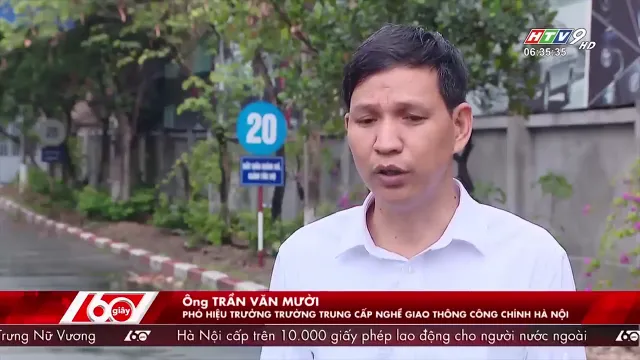 HTV9 HD
06:35:35
20
60 giây
Ông TRẦN VĂN MƯỜI
PHÓ HIỆU TRƯỞNG TRƯỜNG TRUNG CẤP NGHỀ GIAO THÔNG CÔNG CHÍNH HÀ NỘI
Trưng Nữ Vương 60s Hà Nội cấp trên 10.000 giấy phép lao động cho người nước ngoài 60s